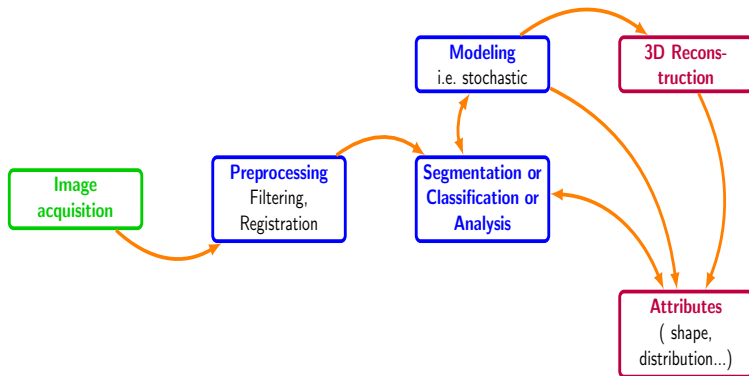 Modeling
i.e. stochastic
3D Recons-
truction
Image
acquisition
Preprocessing
Filtering,
Registration
Segmentation or
Classification or
Analysis
Attributes
( shape,
distribution...)